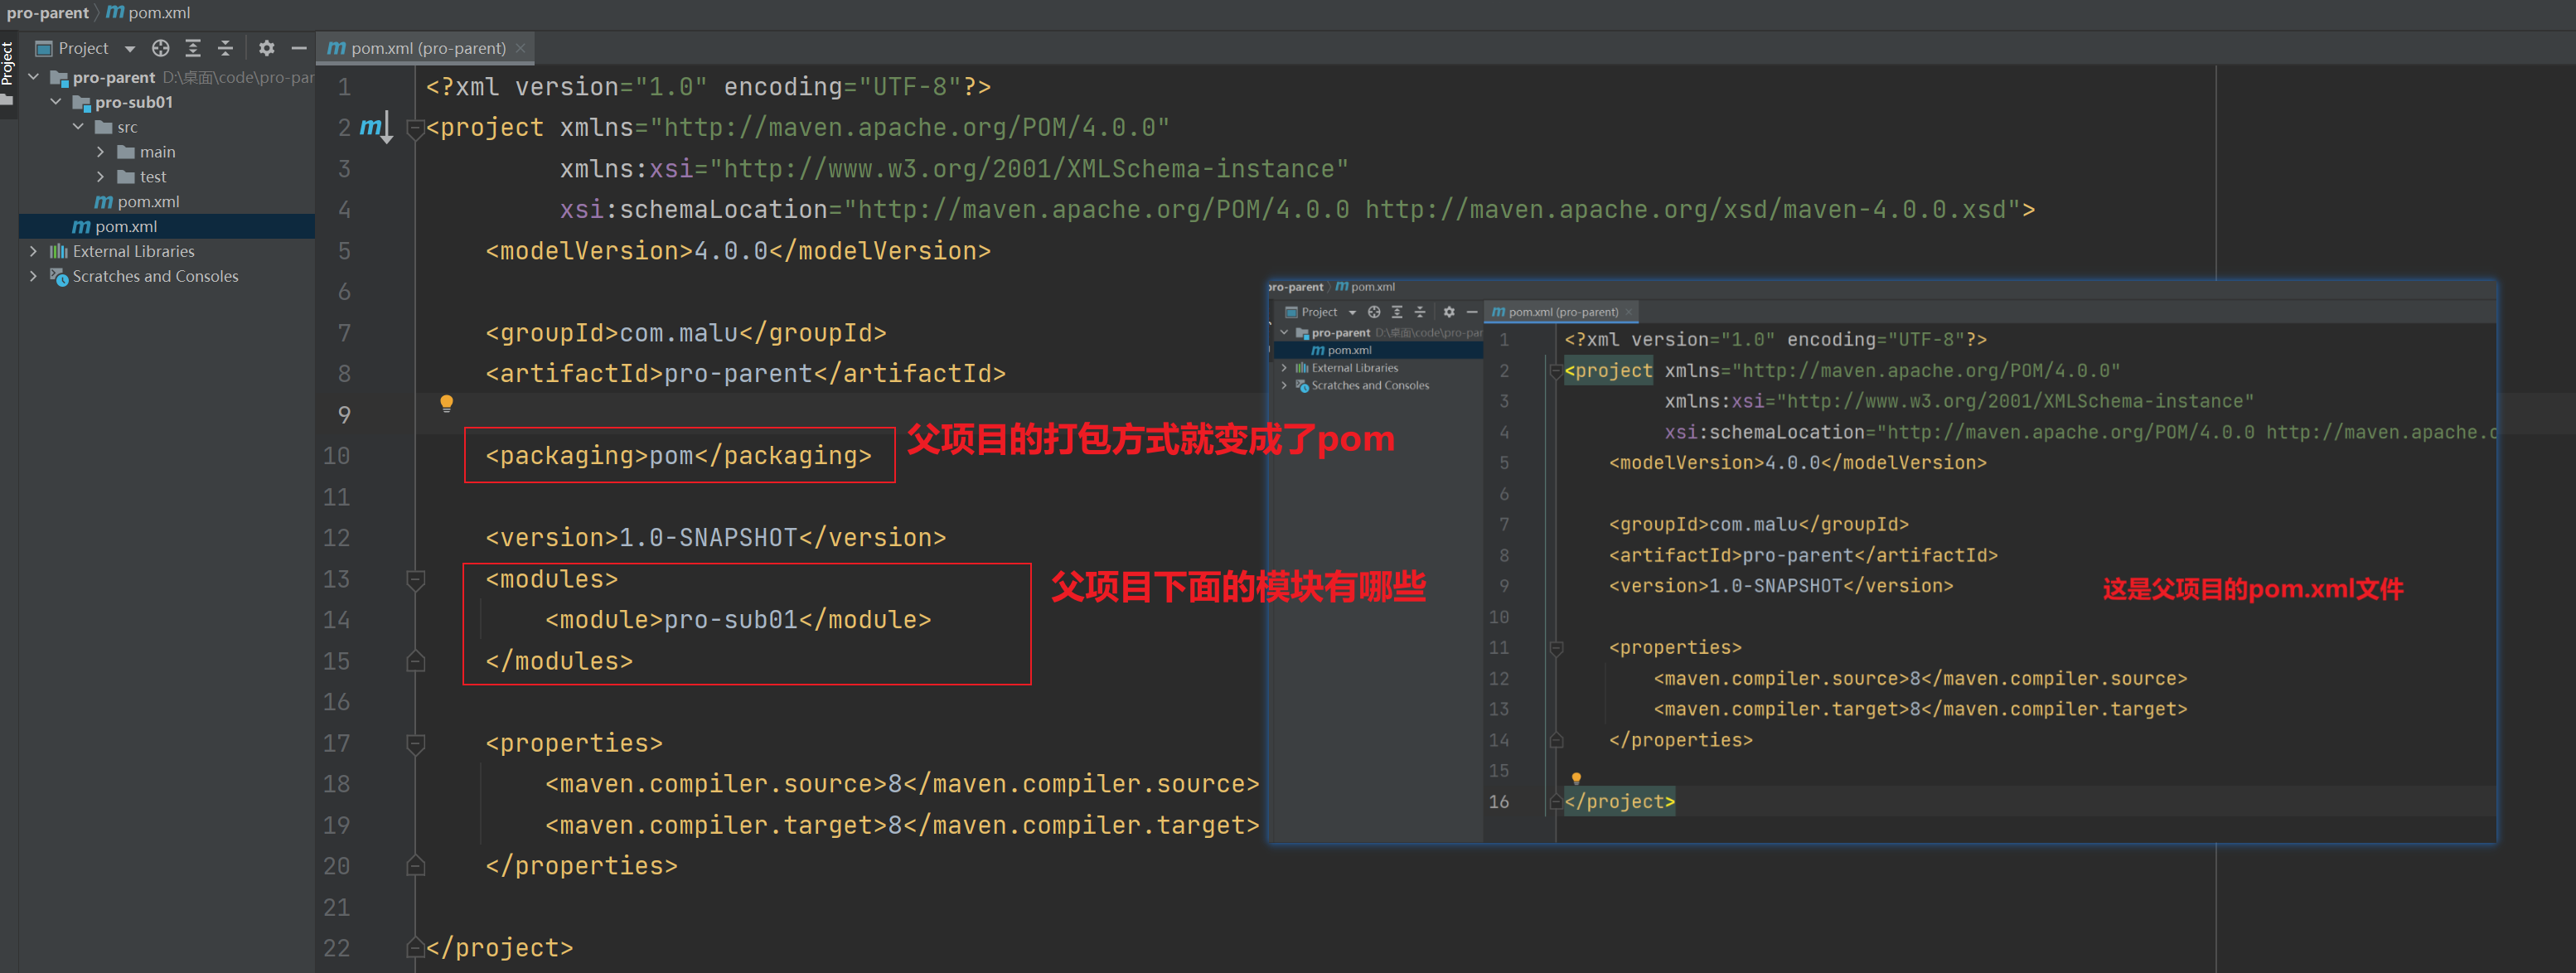 pro-parent 〉 pom.xml
Project
Project
pro-parent D:\桌面\code\pro-par
pro-sub01
src
main
test
pom.xml
pom.xml
External Libraries
Scratches and Consoles
pom.xml (pro-parent) ×
1 <?xml version="1.0" encoding="UTF-8"?>
2 <project xmlns="http://maven.apache.org/POM/4.0.0"
3 xmlns:xsi="http://www.w3.org/2001/XMLSchema-instance"
4 xsi:schemaLocation="http://maven.apache.org/POM/4.0.0 http://maven.apache.org/xsd/maven-4.0.0.xsd">
5 <modelVersion>4.0.0</modelVersion>
6
7 <groupId>com.malu</groupId>
8 <artifactId>pro-parent</artifactId>
9
10 <packaging>pom</packaging> 父项目的打包方式就变成了pom
11
12 <version>1.0-SNAPSHOT</version>
13 <modules> 父项目下面的模块有哪些
14 <module>pro-sub01</module>
15 </modules>
16
17 <properties>
18 <maven.compiler.source>8</maven.compiler.source>
19 <maven.compiler.target>8</maven.compiler.target>
20 </properties>
21
22 </project>
pro-parent 〉 pom.xml
Project
pro-parent D:\桌面\code\pro-par
pom.xml
External Libraries
Scratches and Consoles
pom.xml (pro-parent) ×
1 <?xml version="1.0" encoding="UTF-8"?>
2 <project xmlns="http://maven.apache.org/POM/4.0.0"
3 xmlns:xsi="http://www.w3.org/2001/XMLSchema-instance"
4 xsi:schemaLocation="http://maven.apache.org/POM/4.0.0 http://maven.apache.o
5 <modelVersion>4.0.0</modelVersion>
6
7 <groupId>com.malu</groupId>
8 <artifactId>pro-parent</artifactId>
9 <version>1.0-SNAPSHOT</version> 这是父项目的pom.xml文件
10
11 <properties>
12 <maven.compiler.source>8</maven.compiler.source>
13 <maven.compiler.target>8</maven.compiler.target>
14 </properties>
15
16 </project>